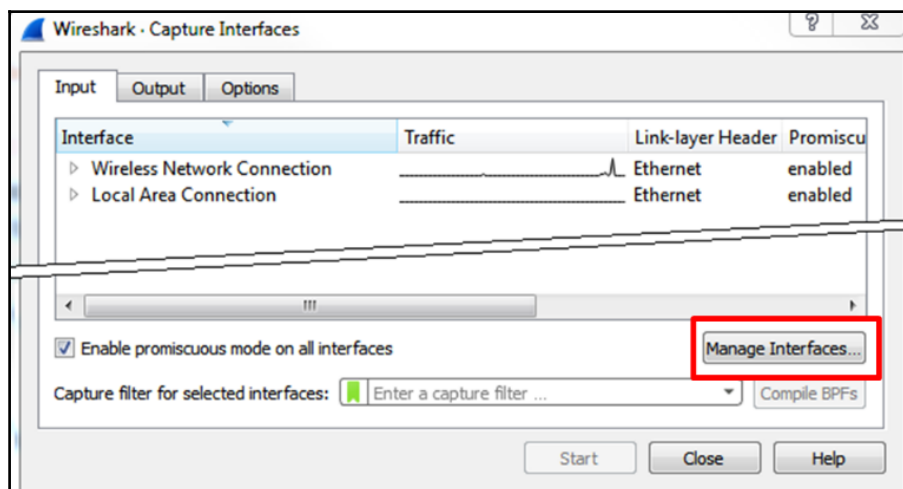 Wireshark · Capture Interfaces
Input Output Options
Interface Traffic Link-layer Header Promiscu
Wireless Network Connection Ethernet enabled
Local Area Connection Ethernet enabled
Enable promiscuous mode on all interfaces Manage Interfaces...
Capture filter for selected interfaces: Enter a capture filter ... Compile BPFs
Start Close Help